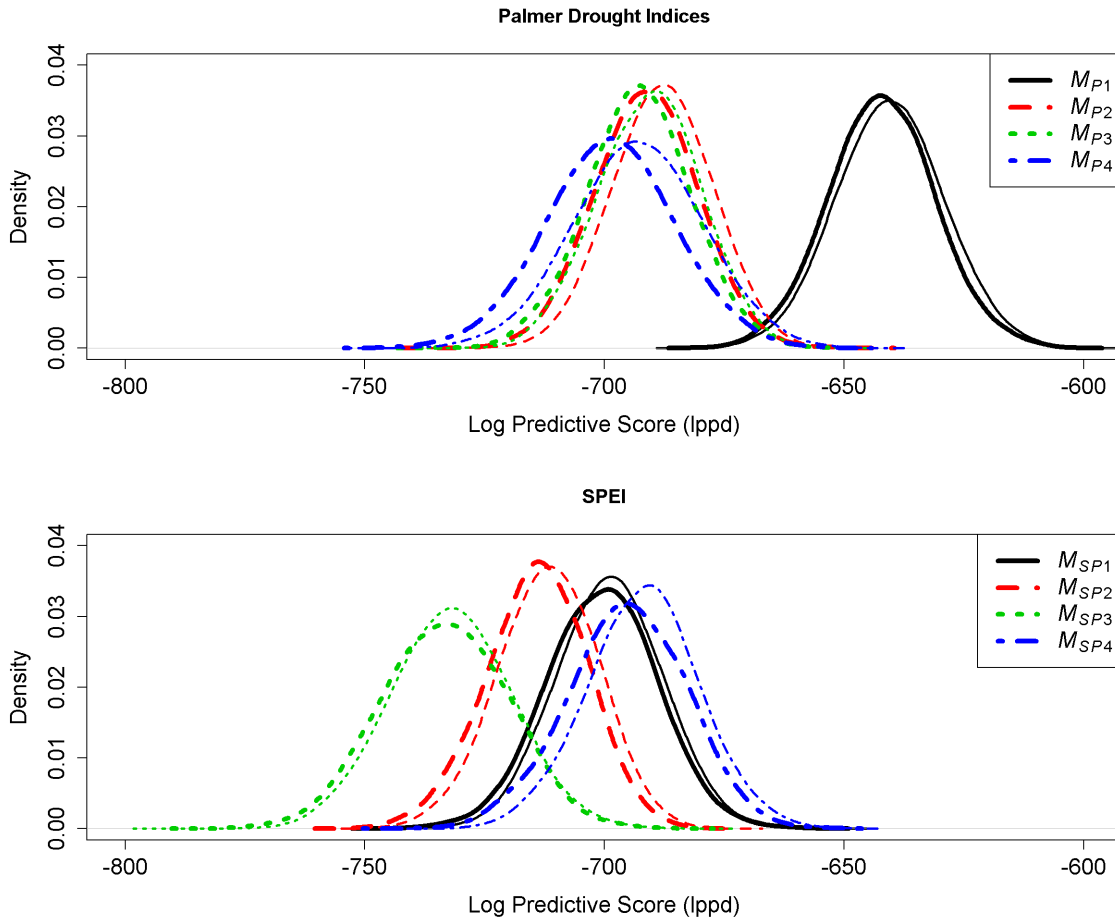 Palmer Drought Indices
Density
0.00 0.01 0.02 0.03 0.04
M_P1
M_P2
M_P3
M_P4
-800 -750 -700 -650 -600
Log Predictive Score (lppd)
SPEI
Density
0.00 0.01 0.02 0.03 0.04
M_SP1
M_SP2
M_SP3
M_SP4
-800 -750 -700 -650 -600
Log Predictive Score (lppd)